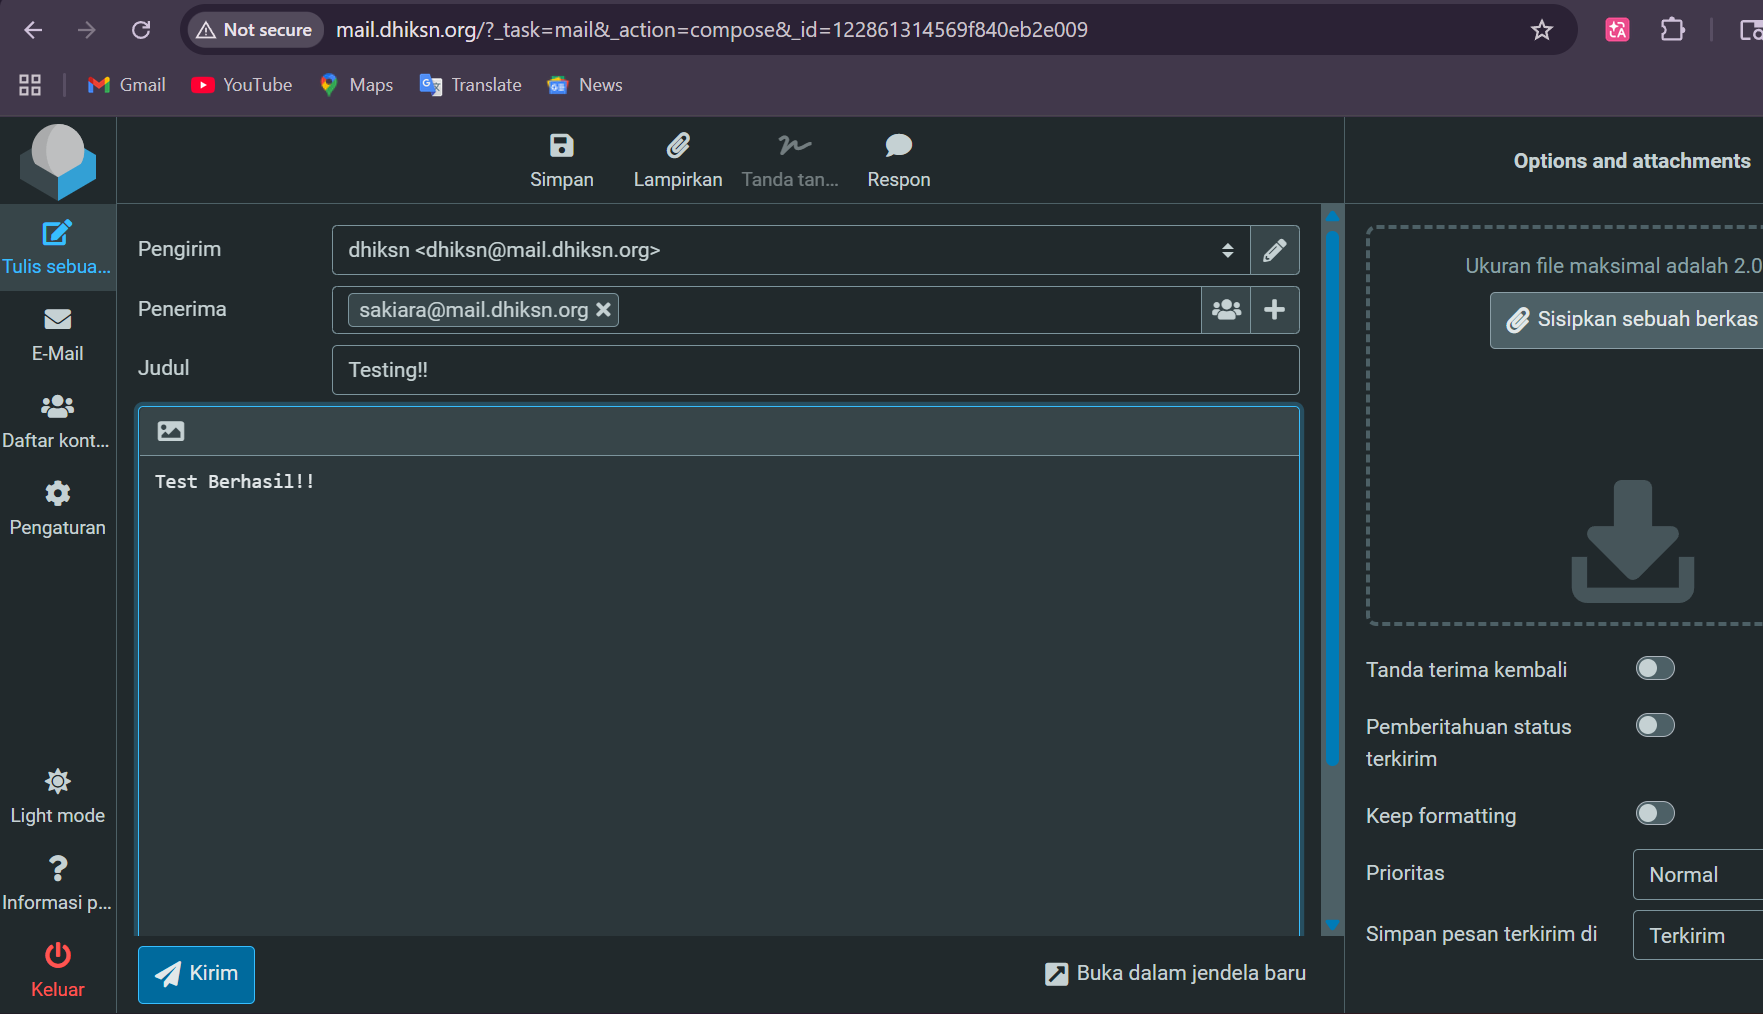 Not secure
mail.dhiksn.org/?_task=mail&_action=compose&_id=122861314569f840eb2e009
Gmail
YouTube
Maps
Translate
News
Simpan
Lampirkan
Tanda tan...
Respon
Options and attachments
Tulis sebua...
E-Mail
Daftar kont...
Pengaturan
Light mode
Informasi p...
Keluar
Pengirim
dhiksn <dhiksn@mail.dhiksn.org>
Penerima
sakiara@mail.dhiksn.org
Judul
Testing!!
Test Berhasil!!
Kirim
Buka dalam jendela baru
Ukuran file maksimal adalah 2.0
Sisipkan sebuah berkas
Tanda terima kembali
Pemberitahuan status
terkirim
Keep formatting
Prioritas
Normal
Simpan pesan terkirim di
Terkirim